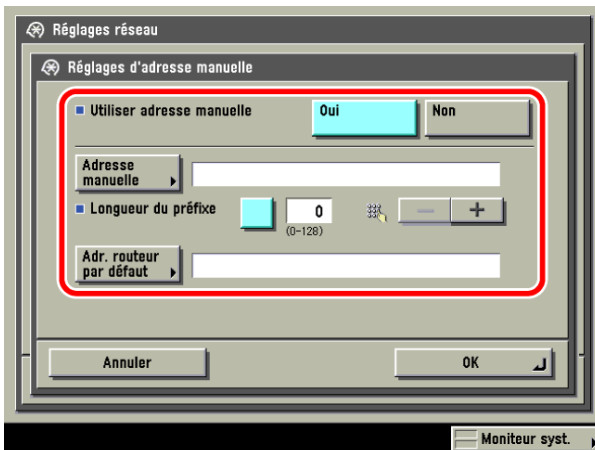 Réglages réseau
Réglages d'adresse manuelle
Utiliser adresse manuelle Oui Non
Adresse
manuelle
Longueur du préfixe 0
(0-128)
Adr. routeur
par défaut
Annuler OK
Moniteur syst.